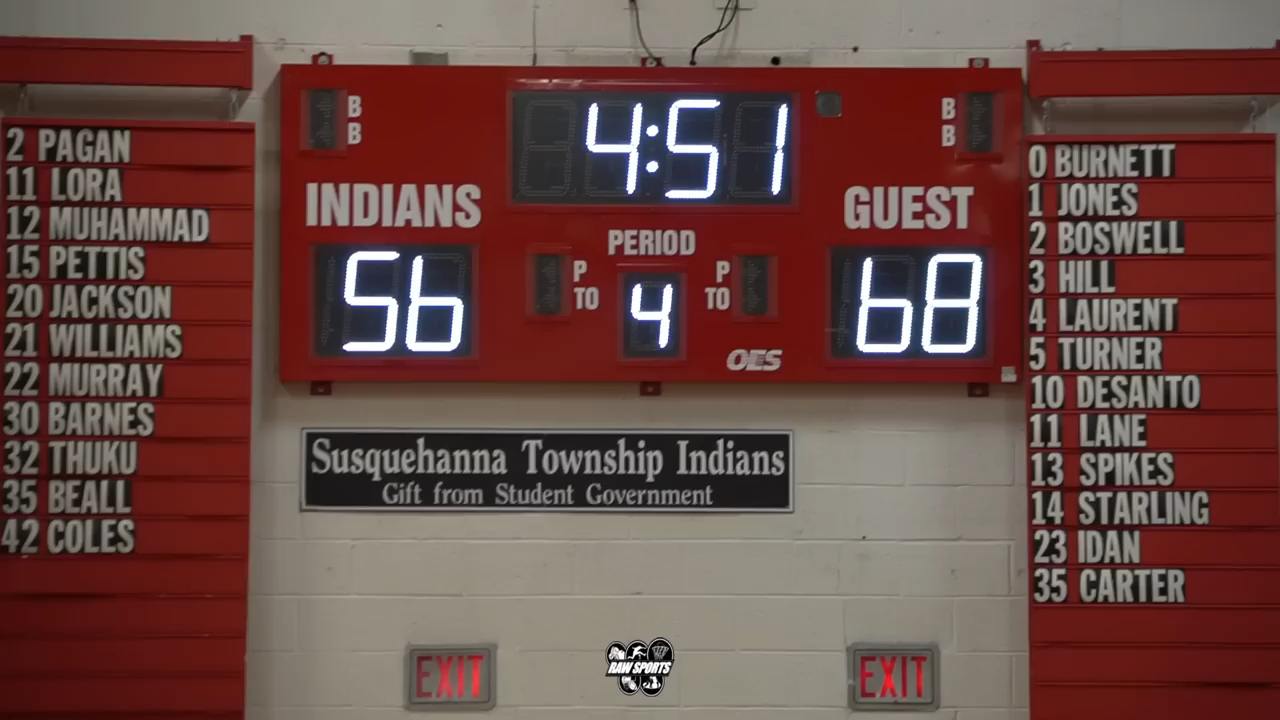 2 PAGAN
11 LORA
12 MUHAMMAD
15 PETTIS
20 JACKSON
21 WILLIAMS
22 MURRAY
30 BARNES
32 THUKU
35 BEALL
42 COLES
B
B
4:51
B
B
INDIANS
GUEST
PERIOD
56
P
TO
4
P
TO
68
OES
Susquehanna Township Indians
Gift from Student Government
0 BURNETT
1 JONES
2 BOSWELL
3 HILL
4 LAURENT
5 TURNER
10 DESANTO
11 LANE
13 SPIKES
14 STARLING
23 IDAN
35 CARTER
EXIT
RAW SPORTS
EXIT